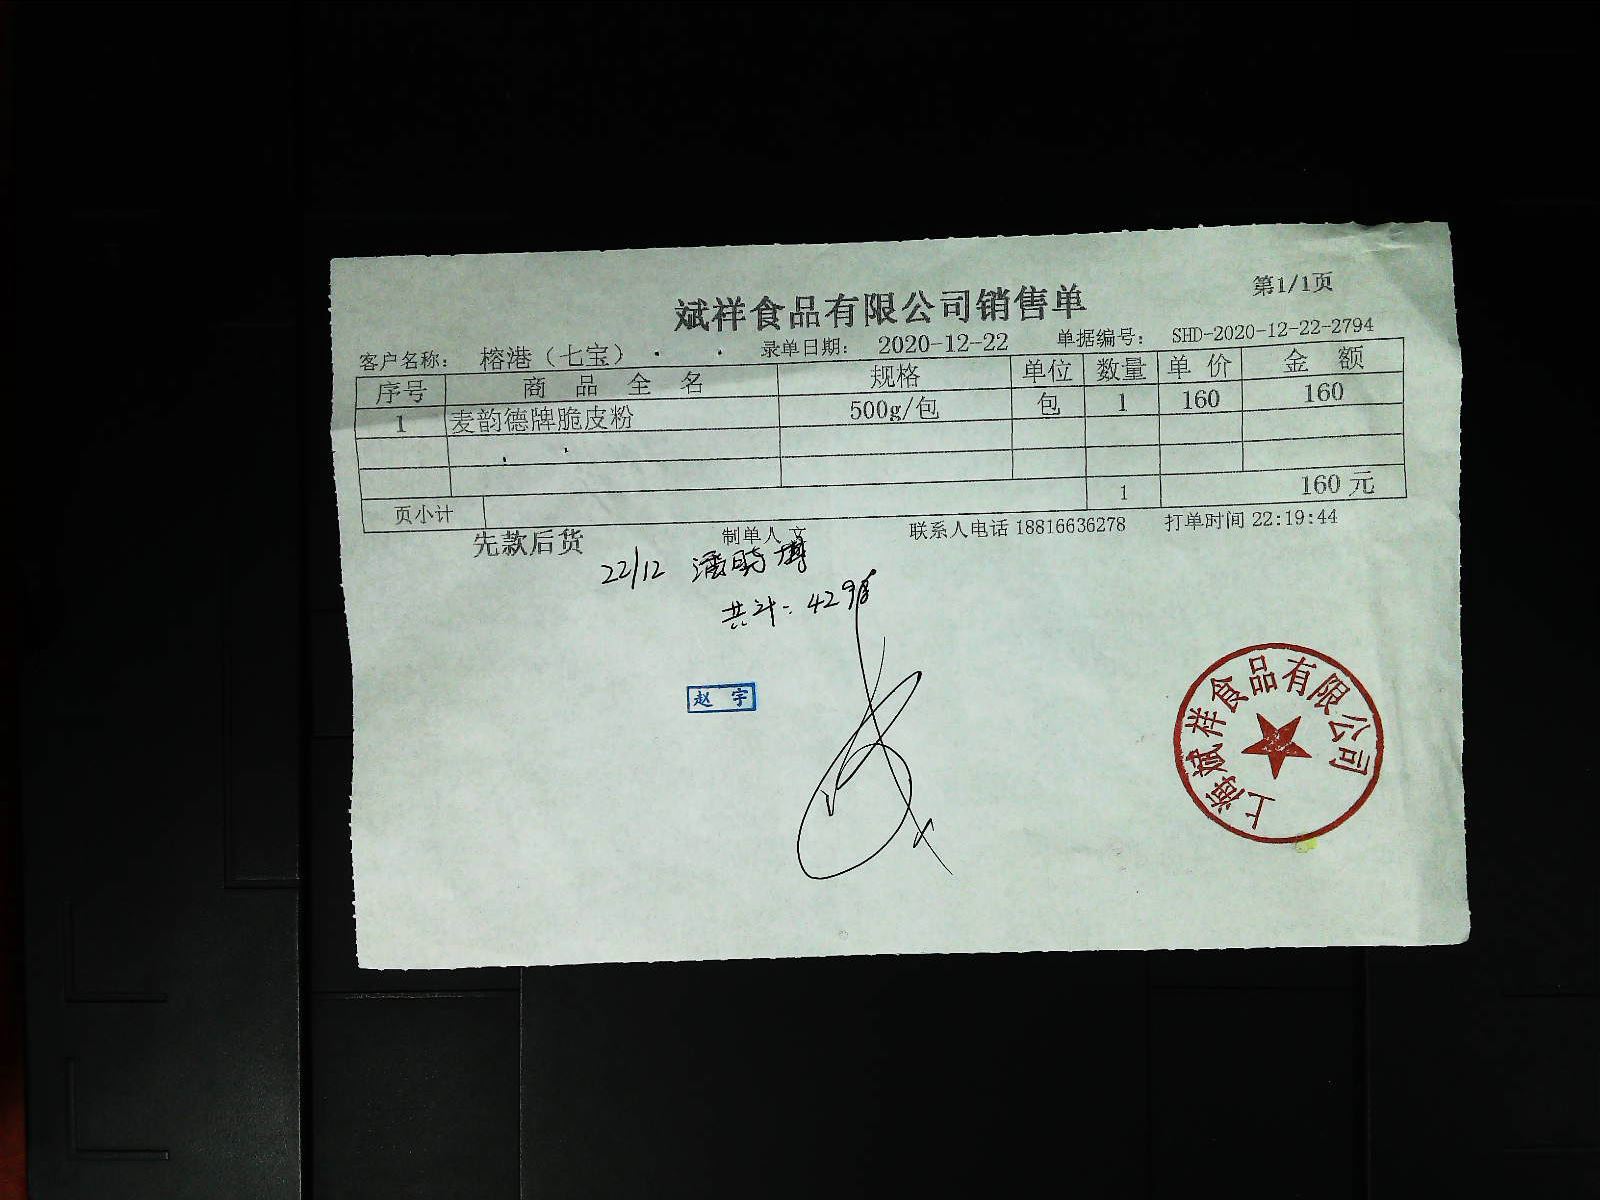 第1/1页
斌祥食品有限公司销售单
客户名称： 榕港（七宝） 录单日期： 2020-12-22 单据编号： SHD-2020-12-22-2794
序号 商品全名 规格 单位 数量 单价 金额
1 麦韵德牌脆皮粉 500g/包 包 1 160 160
页小计 1 160 元
先款后货 制单人 文 联系人电话 18816636278 打单时间 22:19:44
22/12
共计: 4298
赵宇
上海斌祥食品有限公司